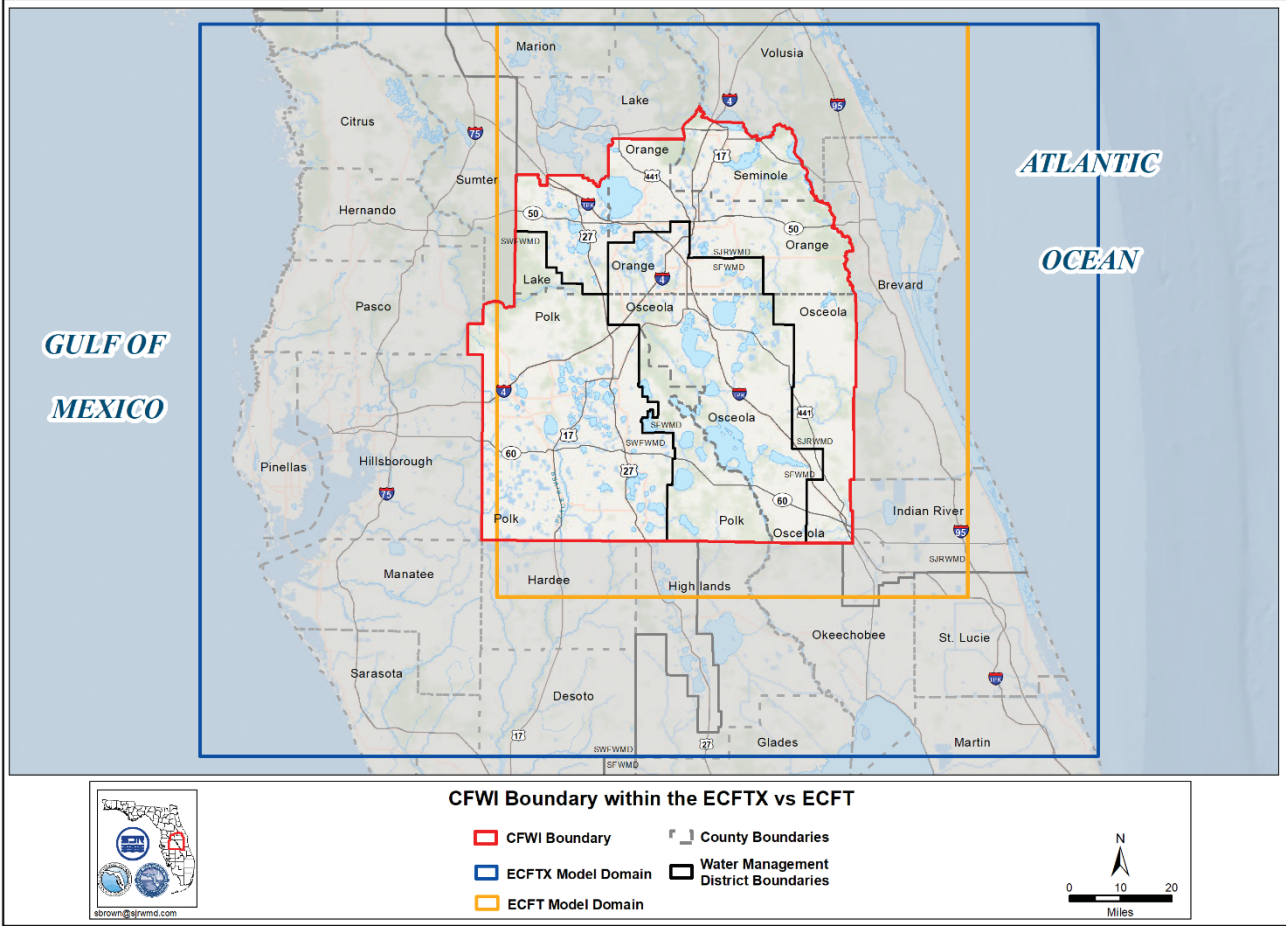 Marion
Volusia
Lake
4
95
Citrus
75
Orange
17
ATLANTIC
441
Seminole
Sumter
TPK
Hernando
50
27
50
SWFWMD
Orange
SJRWMD
OCEAN
Orange
SFWMD
Lake
4
Brevard
Pasco
Osceola
Osceola
Polk
GULF OF
MEXICO
4
TPK
441
Osceola
SFWMD
17
SWFWMD
SJRWMD
60
Hillsborough
Pinellas
27
SFWMD
75
60
Indian River
Polk
Polk
Osceola
95
SJRWMD
Manatee
Hardee
Highlands
Okeechobee
St. Lucie
Sarasota
TPK
Desoto
17
27
Glades
Martin
SWFWMD
SFWMD
CFWI Boundary within the ECFTX vs ECFT
CFWI Boundary
County Boundaries
ECFTX Model Domain
Water Management
District Boundaries
ECFT Model Domain
N
0 10 20
Miles
sbrown@sjrwmd.com